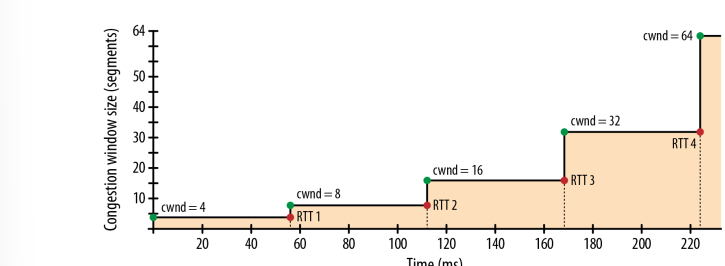 Congestion window size (segments)
64
50
40
30
20
10
cwnd = 4
RTT 1
cwnd = 8
RTT 2
cwnd = 16
RTT 3
cwnd = 32
RTT 4
cwnd = 64
20 40 60 80 100 120 140 160 180 200 220
Time (ms)